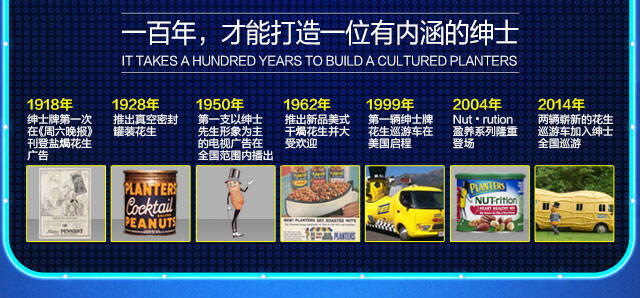 一百年，才能打造一位有内涵的绅士
IT TAKES A HUNDRED YEARS TO BUILD A CULTURED PLANTERS
1918年
绅士牌第一次
在《周六晚报》
刊登盐焗花生
广告
1928年
推出真空密封
罐装花生
1950年
第一支以绅士
先生形象为主
的电视广告在
全国范围内播出
1962年
推出新品美式
干焗花生并大
受欢迎
1999年
第一辆绅士牌
花生巡游车在
美国启程
2004年
Nut·rution
盈养系列隆重
登场
2014年
两辆崭新的花生
巡游车加入绅士
全国巡游
PLANTERS
Cocktail
PEANUTS
PLANTERS
PLANTERS
NUT·rition
HEART HEALTHY MIX